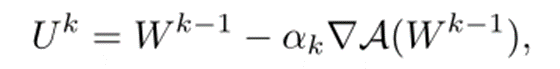 U^k = W^{k-1} − α_k ∇𝒜(W^{k-1}),